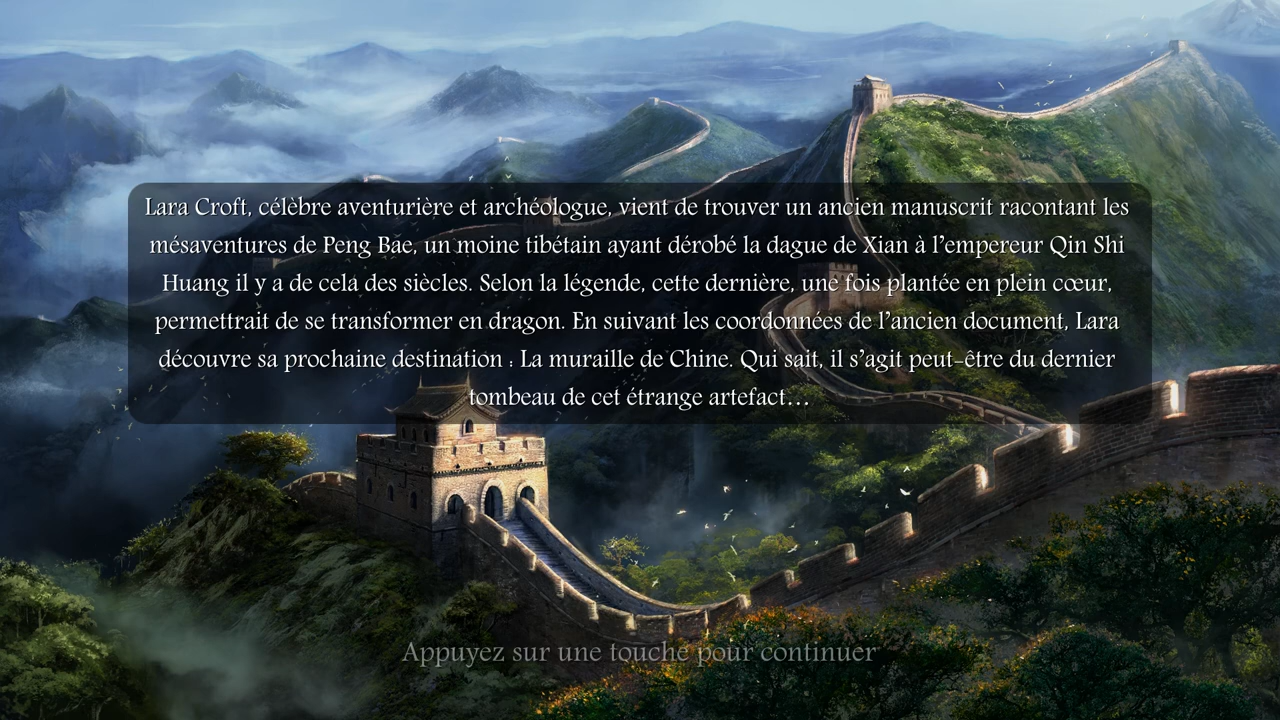 Lara Croft, célèbre aventurière et archéologue, vient de trouver un ancien manuscrit racontant les
mésaventures de Peng Bae, un moine tibétain ayant dérobé la dague de Xian à l'empereur Qin Shi
Huang il y a de cela des siècles. Selon la légende, cette dernière, une fois plantée en plein cœur,
permettrait de se transformer en dragon. En suivant les coordonnées de l'ancien document, Lara
découvre sa prochaine destination : La muraille de Chine. Qui sait, il s'agit peut-être du dernier
tombeau de cet étrange artefact…
Appuyez sur une touche pour continuer